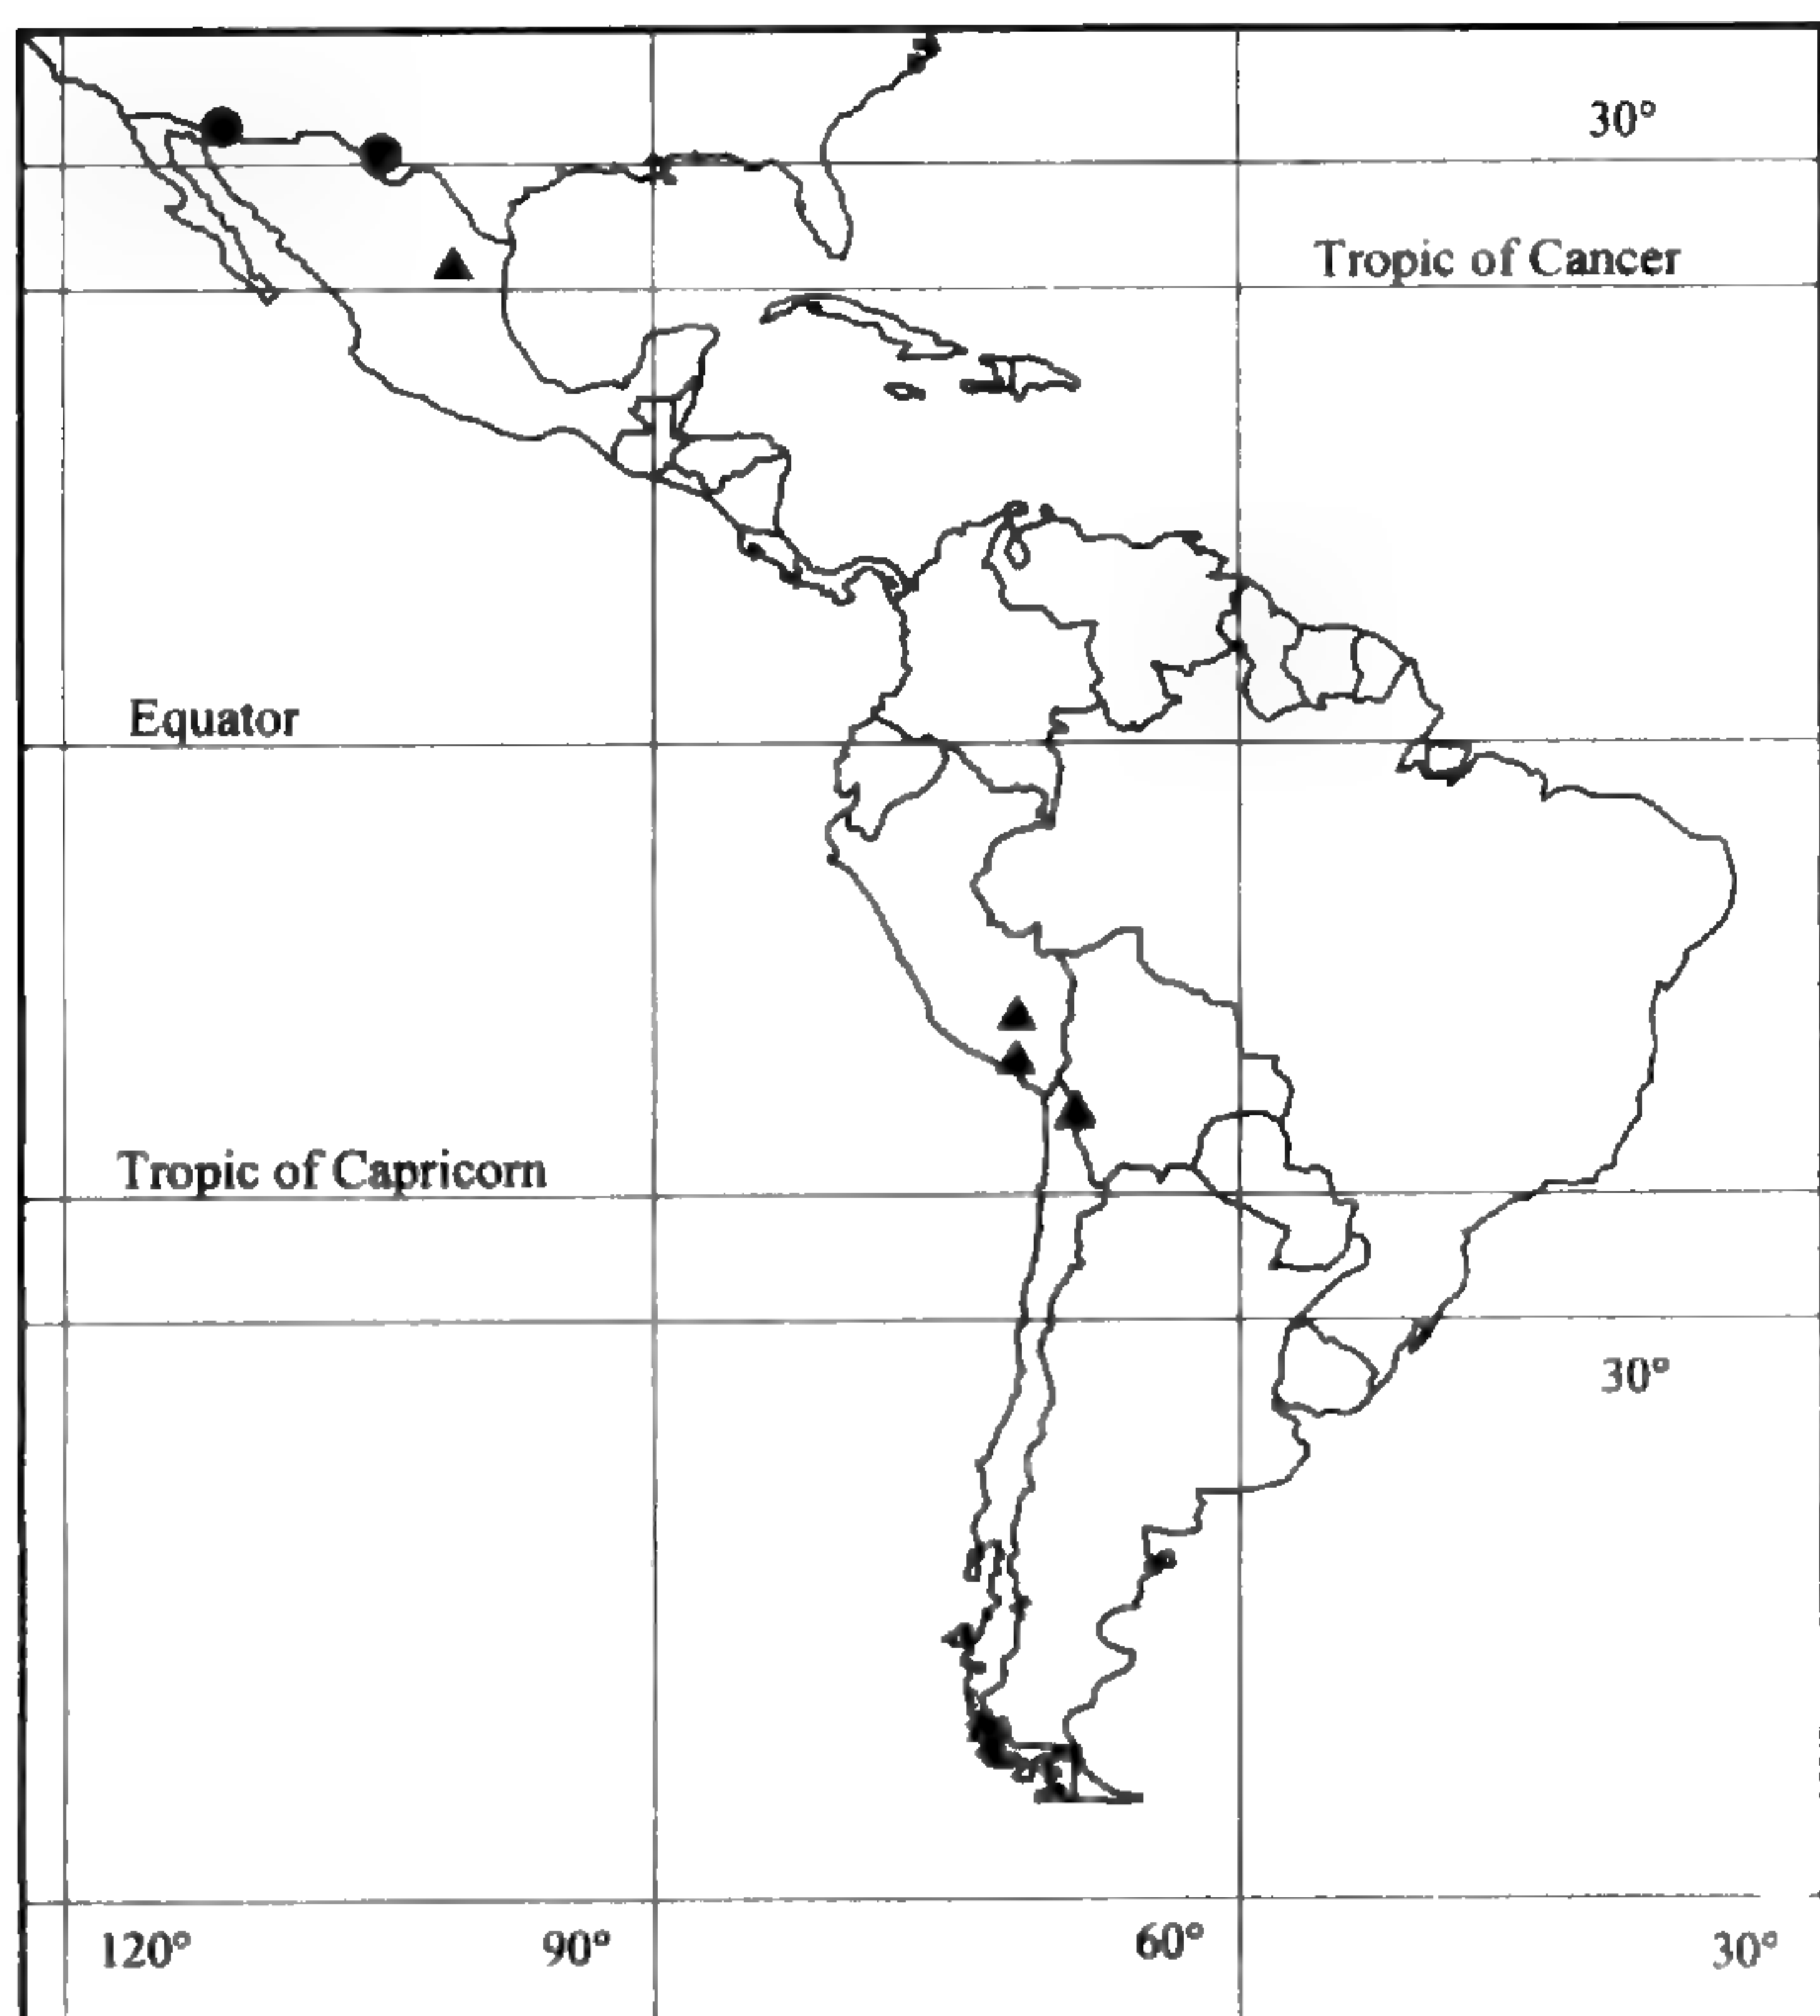 30°
Tropic of Cancer
Equator
Tropic of Capricorn
30°
120° 90° 60° 30°